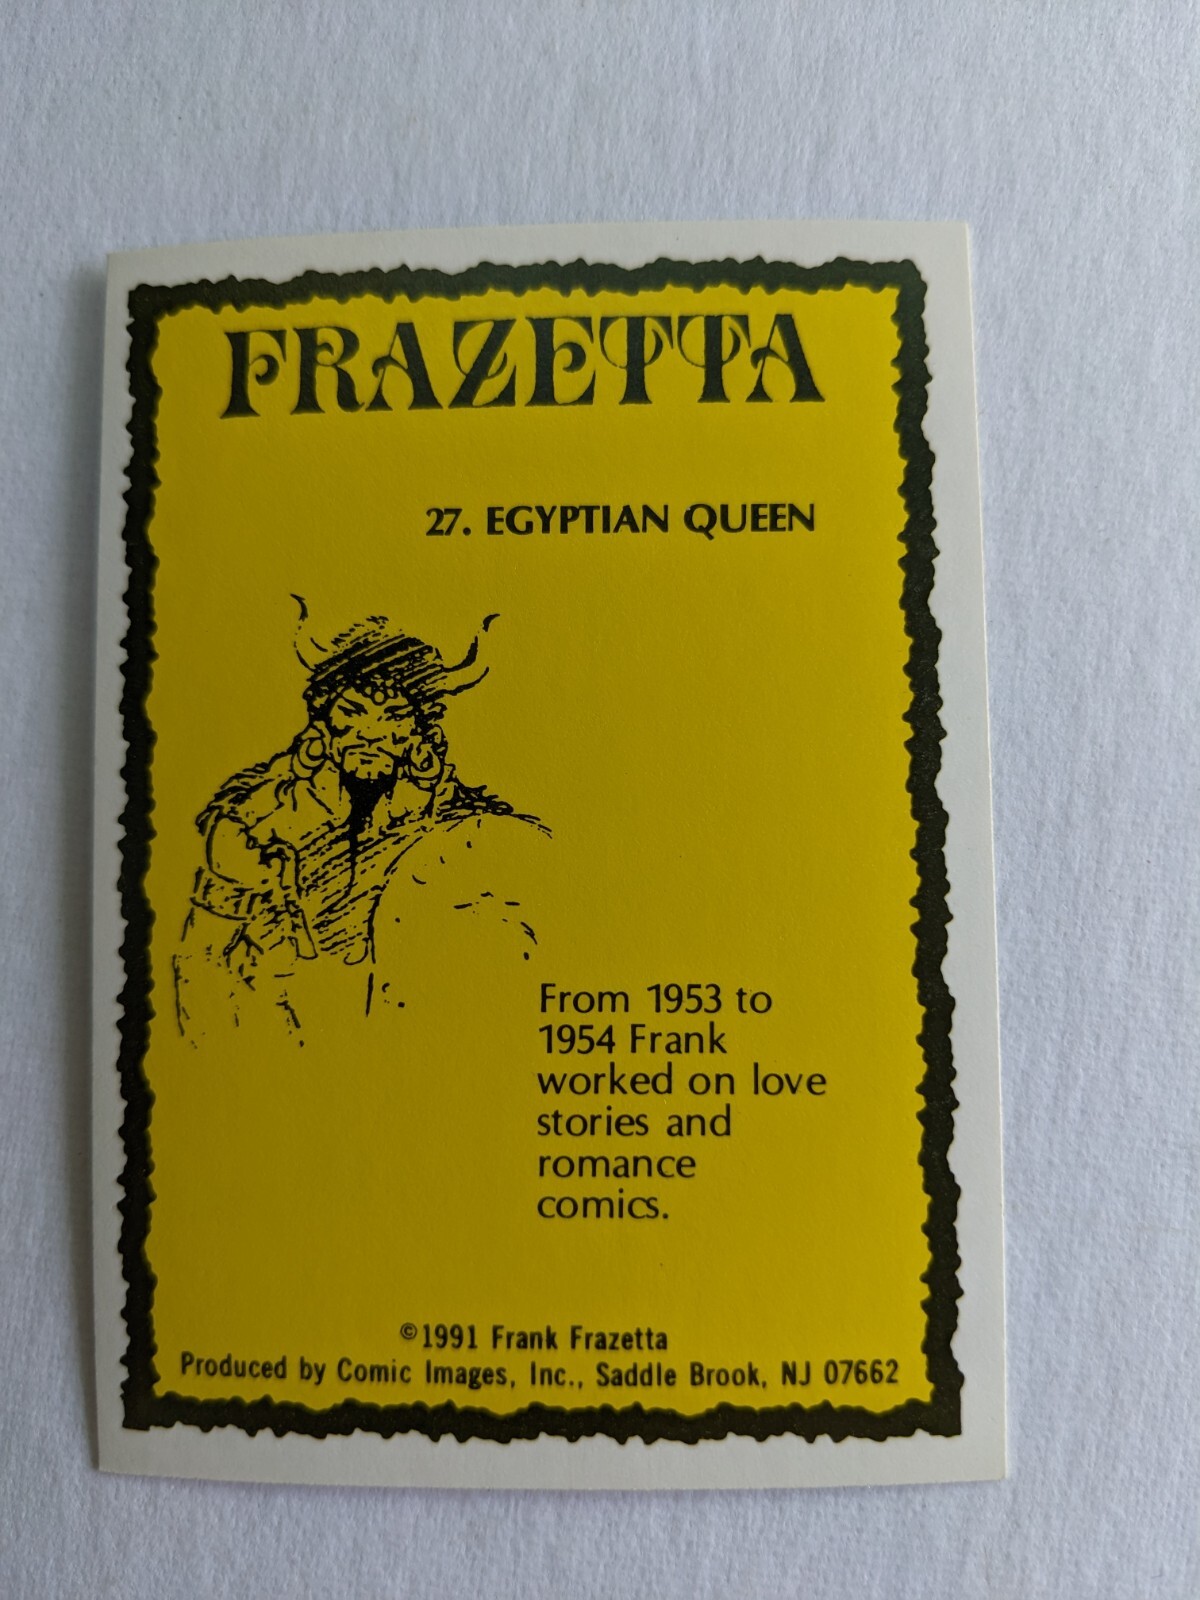 FRAZETTA
27. EGYPTIAN QUEEN
From 1953 to
1954 Frank
worked on love
stories and
romance
comics.
©1991 Frank Frazetta
Produced by Comic Images, Inc., Saddle Brook, NJ 07662